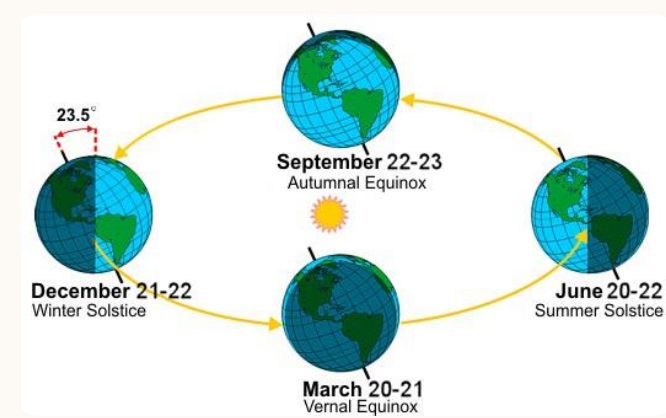 23.5°
September 22-23
Autumnal Equinox
December 21-22
Winter Solstice
June 20-22
Summer Solstice
March 20-21
Vernal Equinox